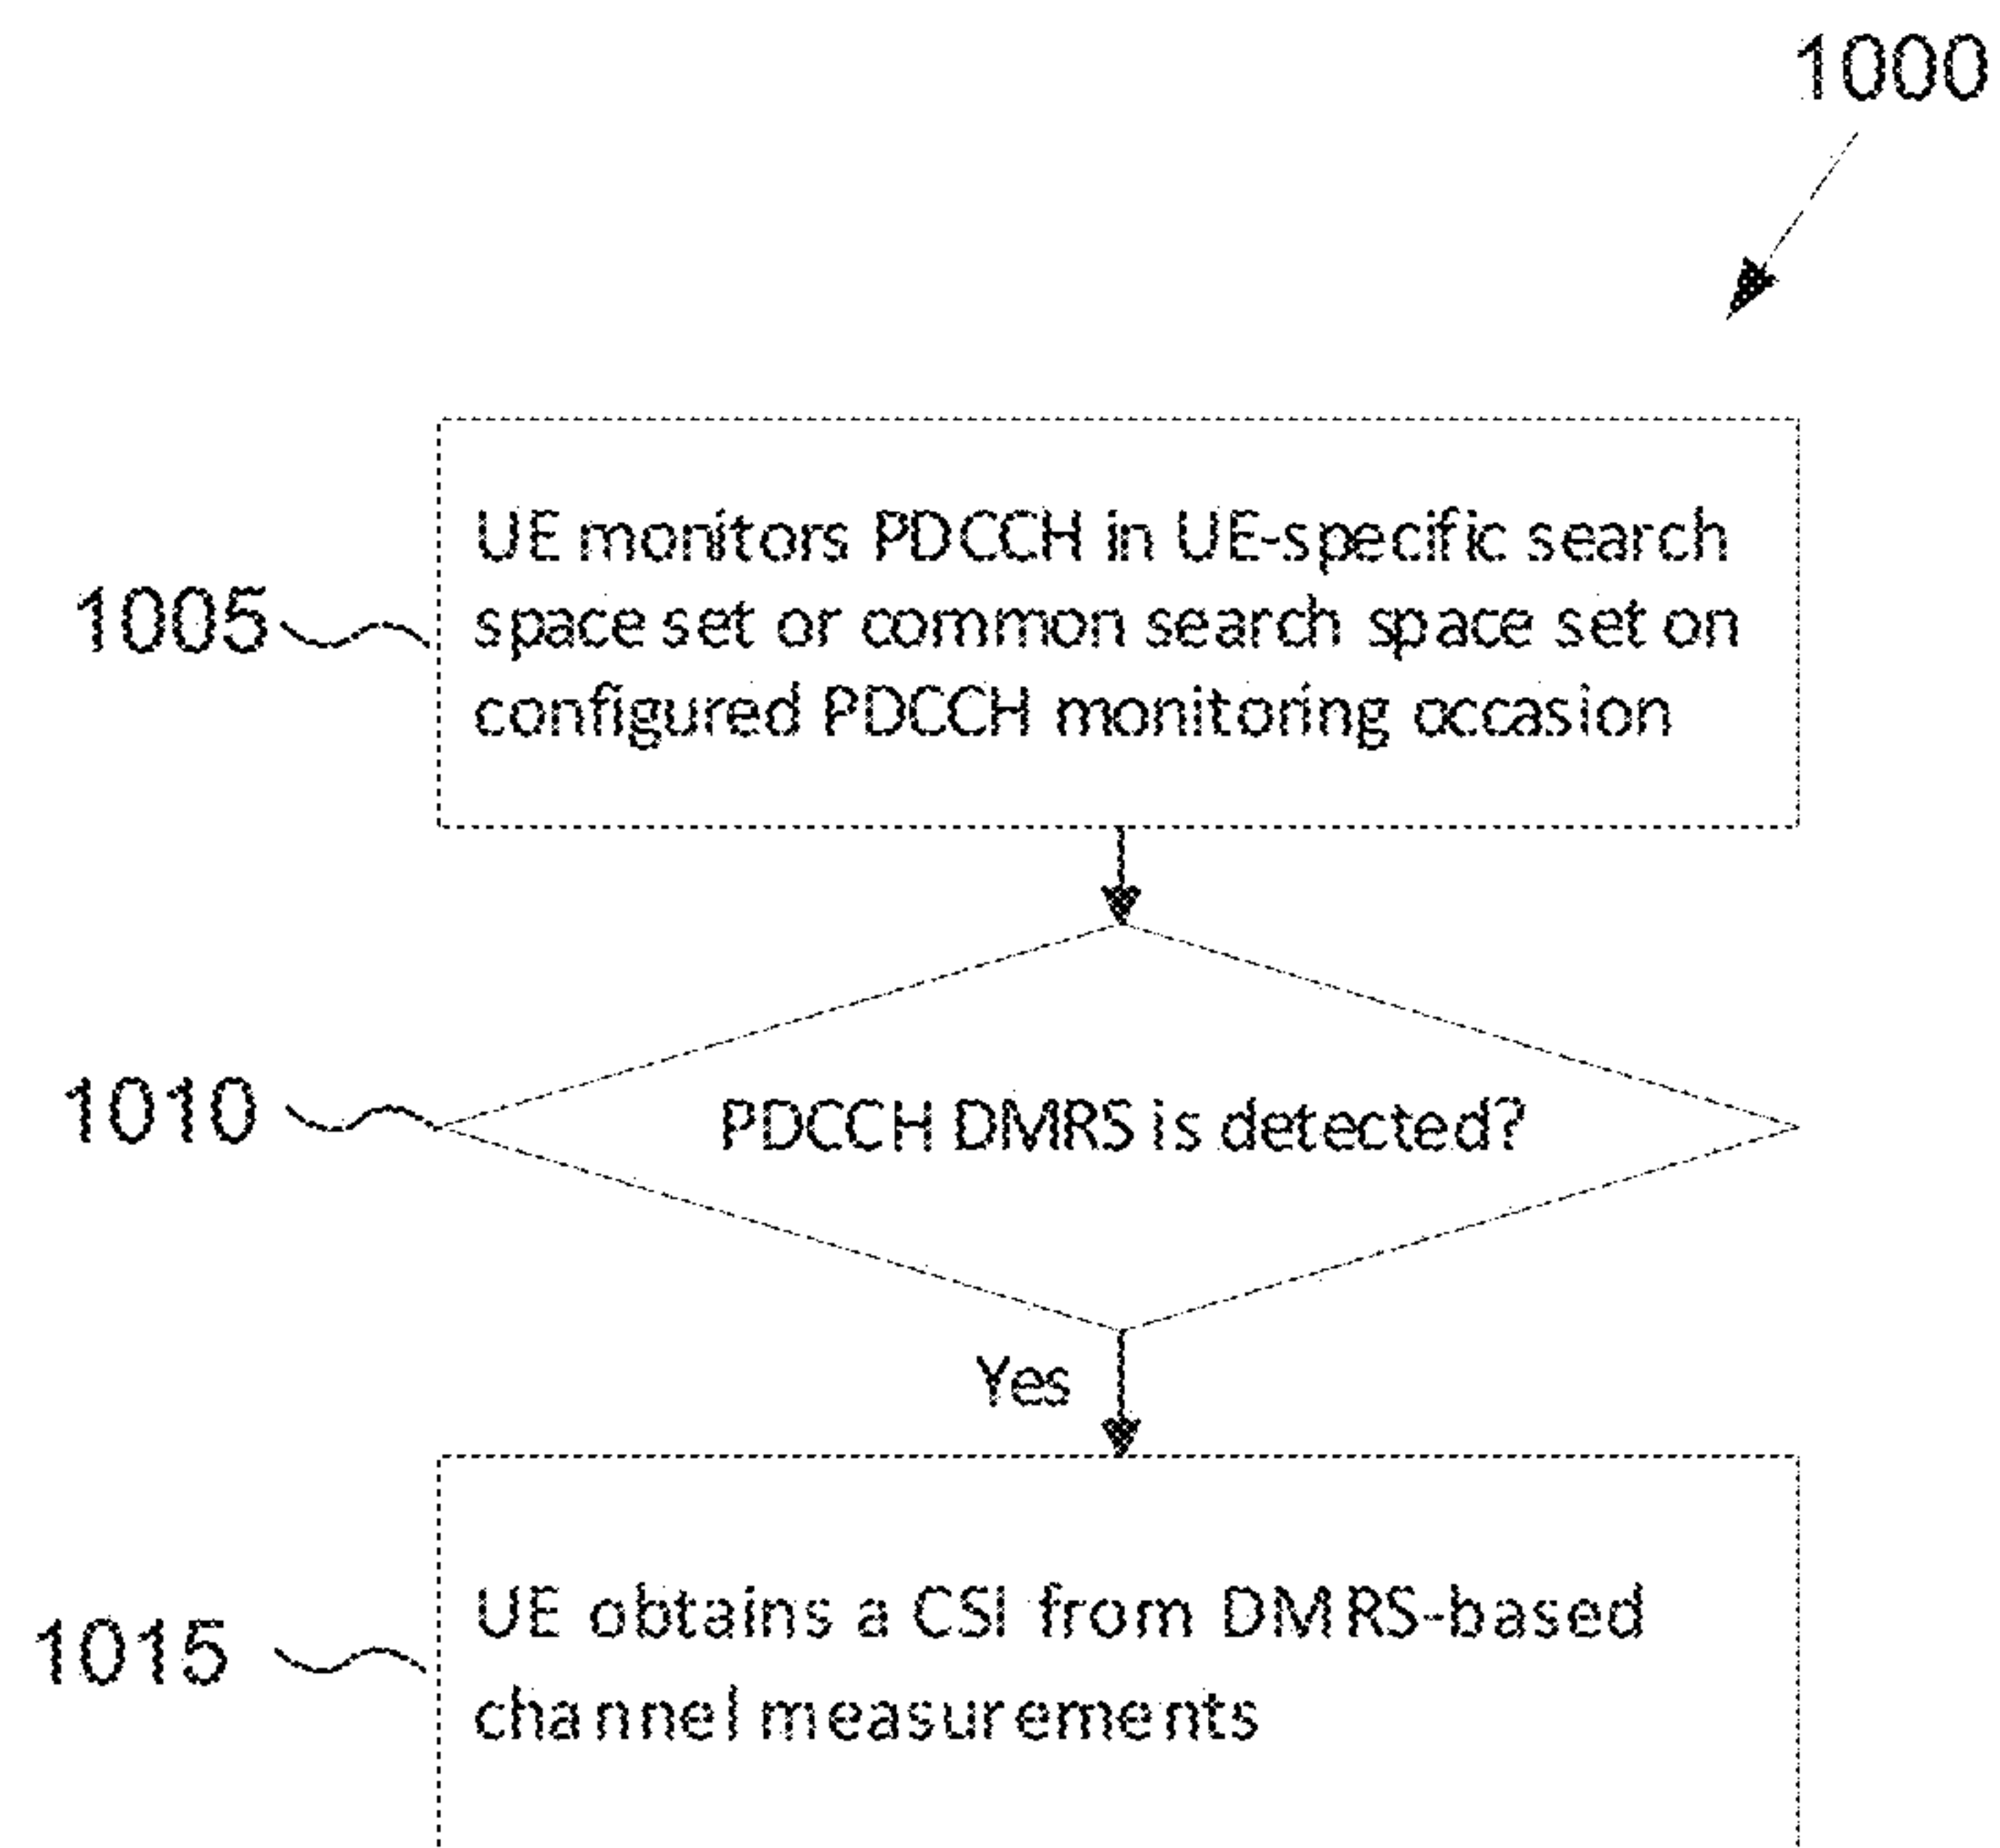 1000
UE monitors PDCCH in UE-specific search
space set or common search space set on
configured PDCCH monitoring occasion
1005
PDCCH DMRS is detected?
1010
Yes
UE obtains a CSI from DMRS-based
channel measurements
1015